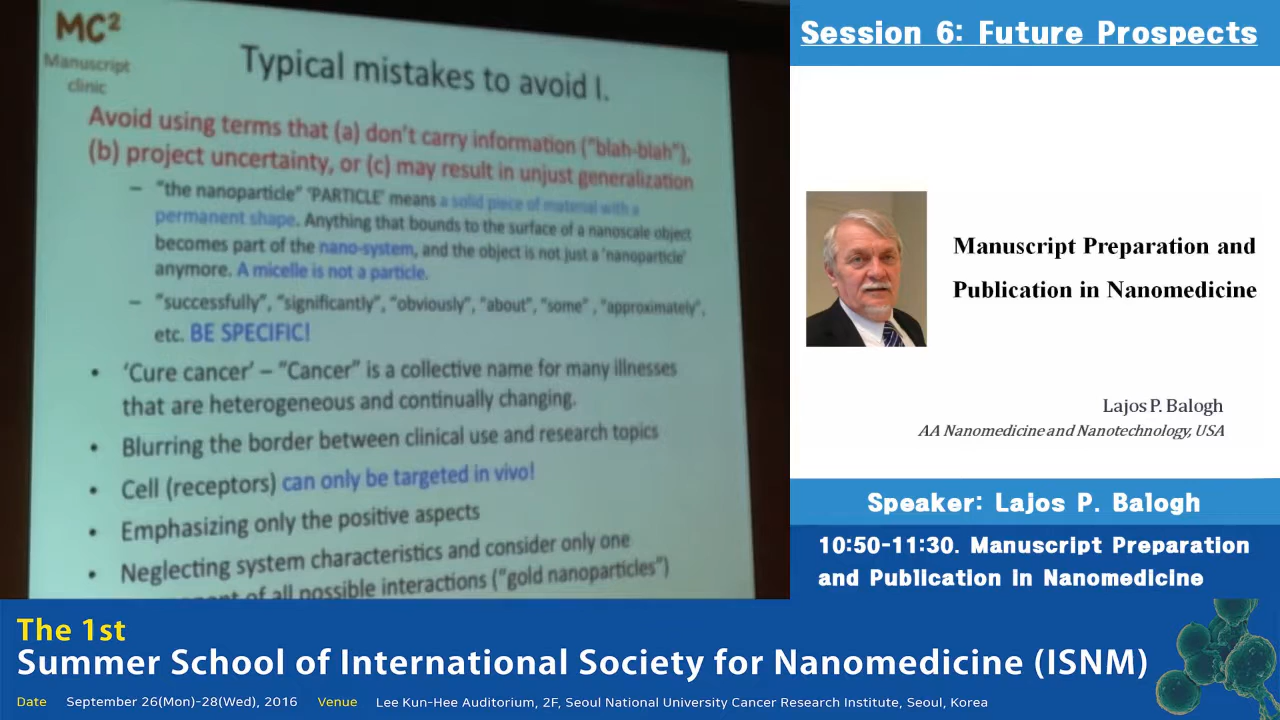 MC²
Manuscript
clinic
Typical mistakes to avoid I.
Avoid using terms that (a) don't carry information ("blah-blah"),
(b) project uncertainty, or (c) may result in unjust generalization
– "the nanoparticle" 'PARTICLE' means a solid piece of material with a
permanent shape. Anything that bounds to the surface of a nanoscale object
becomes part of the nano-system, and the object is not just a 'nanoparticle'
anymore. A micelle is not a particle.
– "successfully", "significantly", "obviously", "about", "some" , "approximately",
etc. BE SPECIFIC!
• 'Cure cancer' – "Cancer" is a collective name for many illnesses
that are heterogeneous and continually changing.
• Blurring the border between clinical use and research topics
• Cell (receptors) can only be targeted in vivo!
• Emphasizing only the positive aspects
• Neglecting system characteristics and consider only one
of all possible interactions ("gold nanoparticles")
Session 6: Future Prospects
Manuscript Preparation and
Publication in Nanomedicine
Lajos P. Balogh
AA Nanomedicine and Nanotechnology, USA
Speaker: Lajos P. Balogh
10:50-11:30. Manuscript Preparation
and Publication in Nanomedicine
The 1st
Summer School of International Society for Nanomedicine (ISNM)
Date September 26(Mon)-28(Wed), 2016 Venue Lee Kun-Hee Auditorium, 2F, Seoul National University Cancer Research Institute, Seoul, Korea